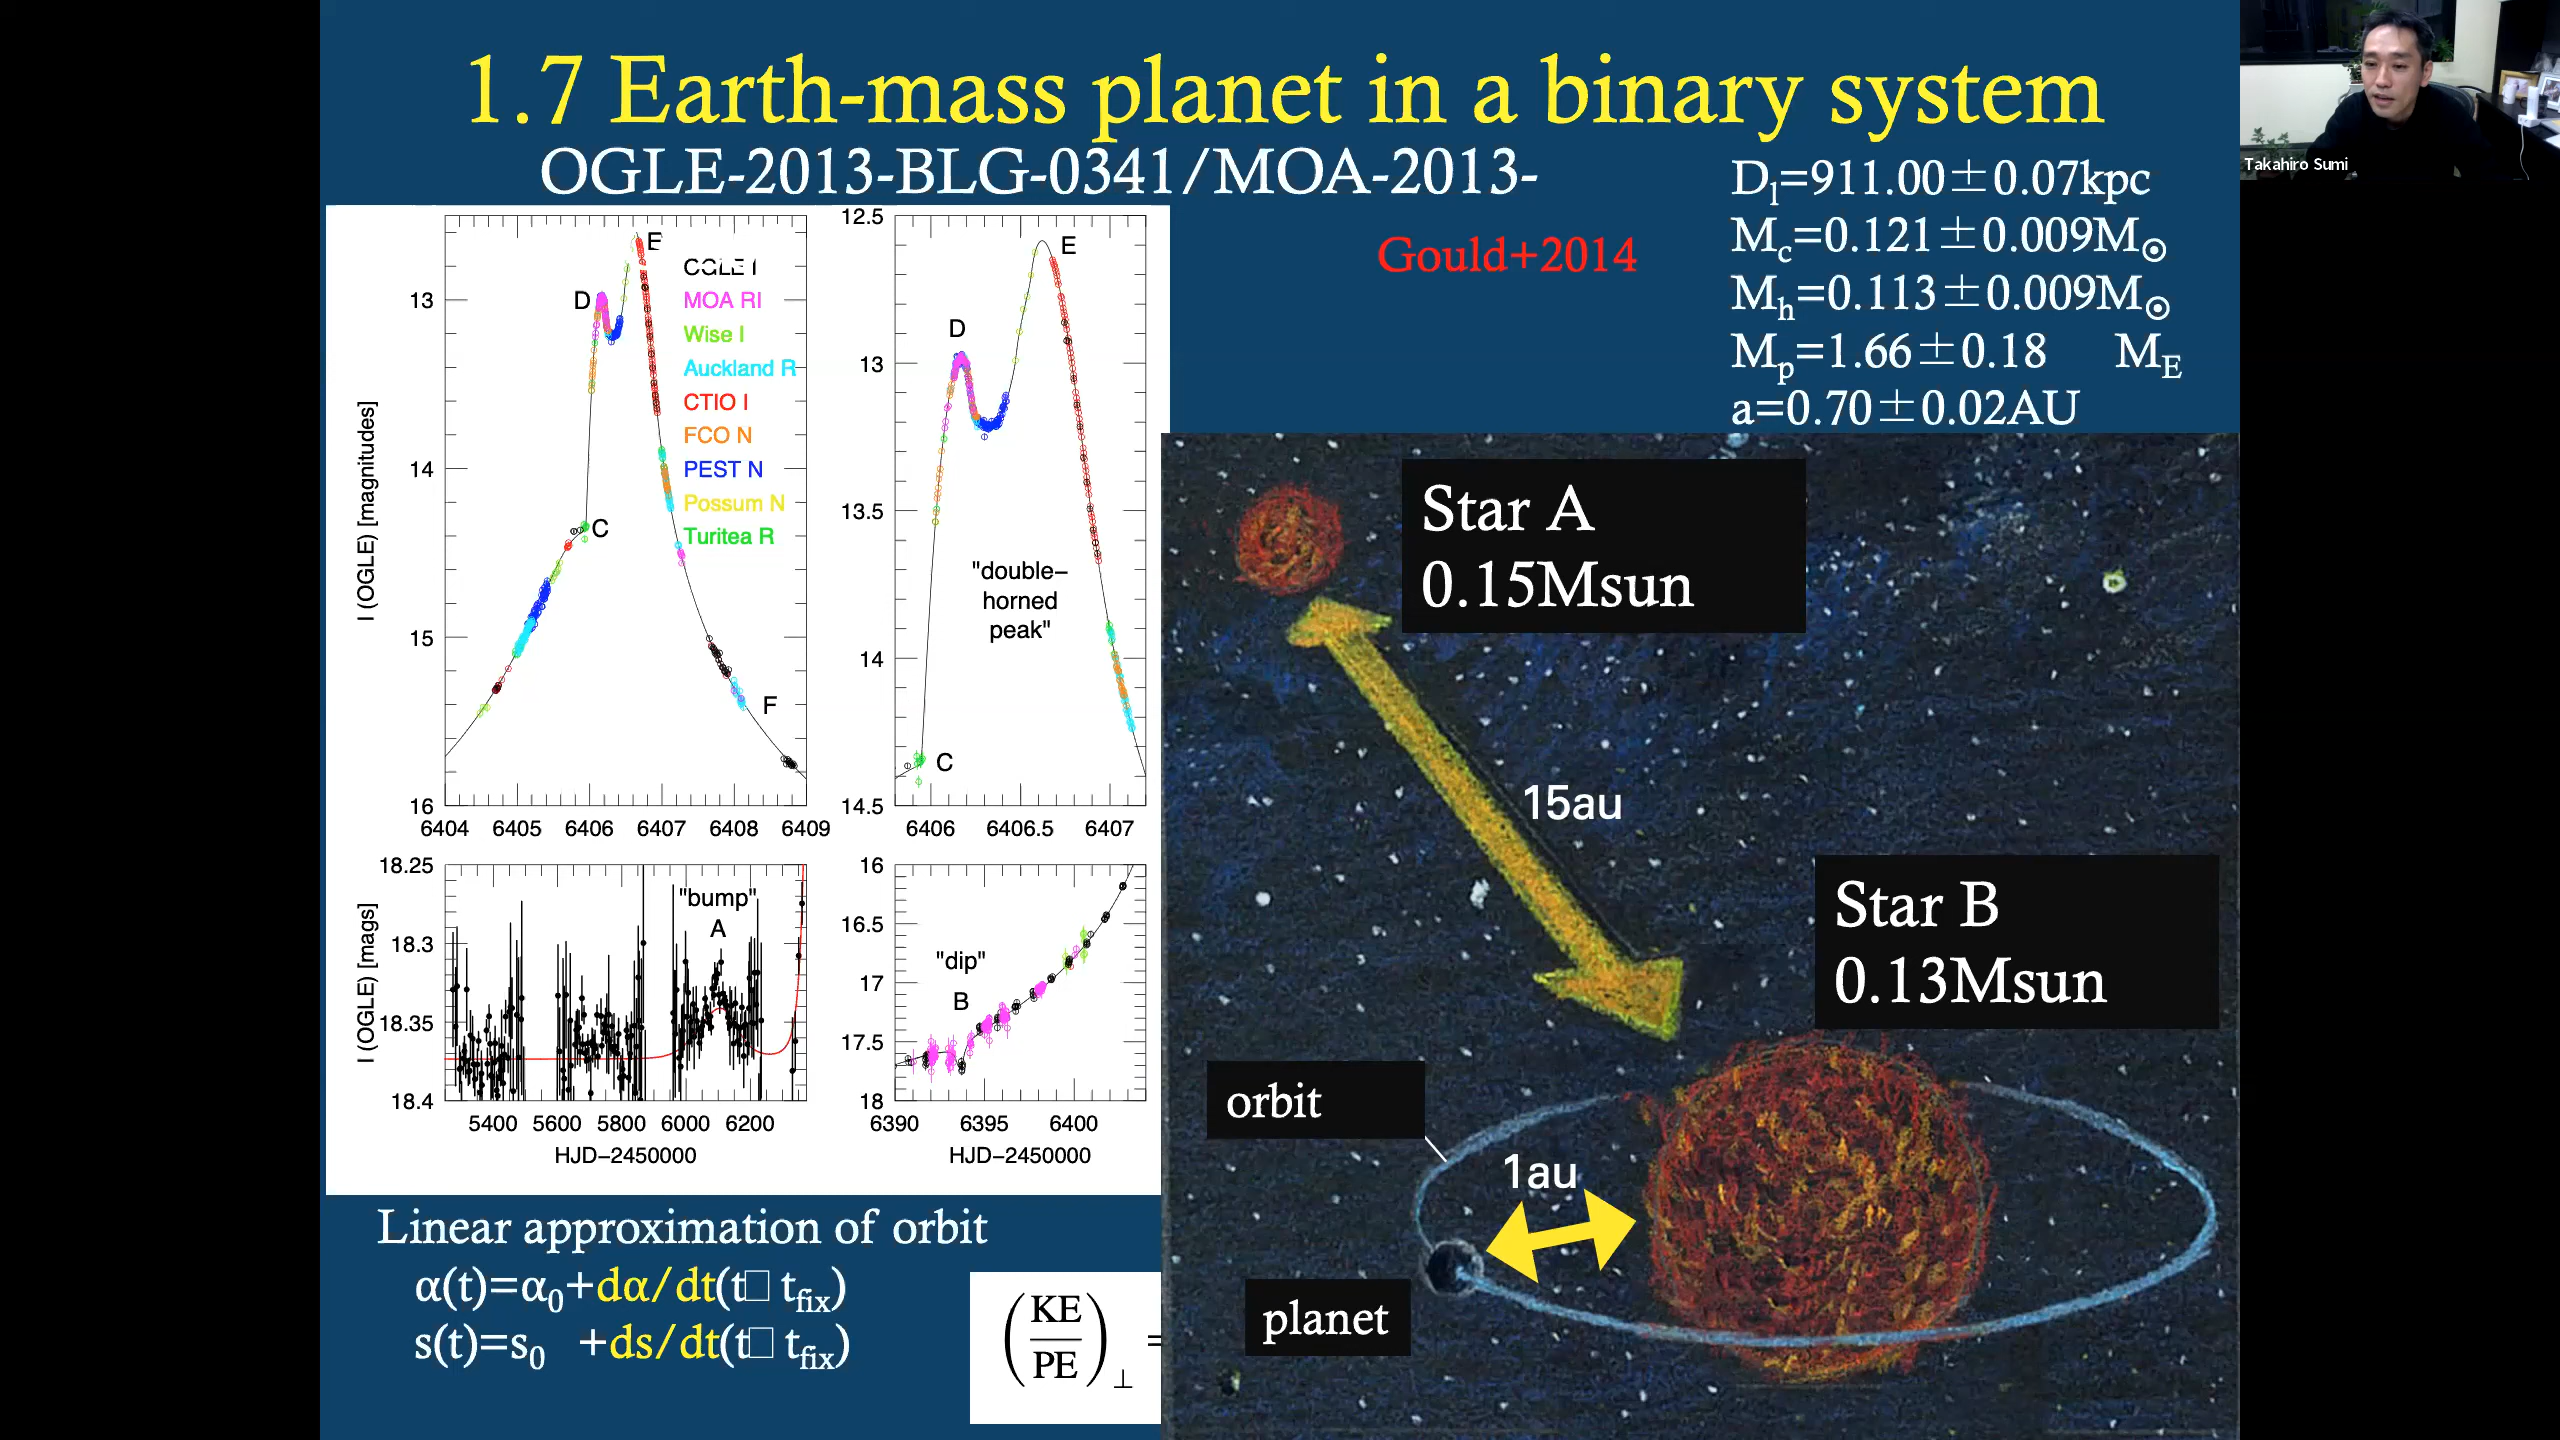 1.7 Earth-mass planet in a binary system
OGLE-2013-BLG-0341/MOA-2013-
Gould+2014
Dl=911.00±0.07kpc
Mc=0.121±0.009M⊙
Mh=0.113±0.009M⊙
Mp=1.66±0.18 ME
a=0.70±0.02AU
Takahiro Sumi
I (OGLE) [magnitudes]
13
14
15
16
6404 6405 6406 6407 6408 6409
C
D
E
F
OGLE I
MOA RI
Wise I
Auckland R
CTIO I
FCO N
PEST N
Possum N
Turitea R
12.5
13
13.5
14
14.5
6406 6406.5 6407
D
E
C
"double-
horned
peak"
I (OGLE) [mags]
18.25
18.3
18.35
18.4
5400 5600 5800 6000 6200
HJD-2450000
"bump"
A
16
16.5
17
17.5
18
6390 6395 6400
HJD-2450000
"dip"
B
Star A
0.15Msun
15au
Star B
0.13Msun
orbit
1au
planet
Linear approximation of orbit
α(t)=α0+dα/dt(t□ tfix)
s(t)=s0 +ds/dt(t□ tfix)
(KE/PE)⊥ =